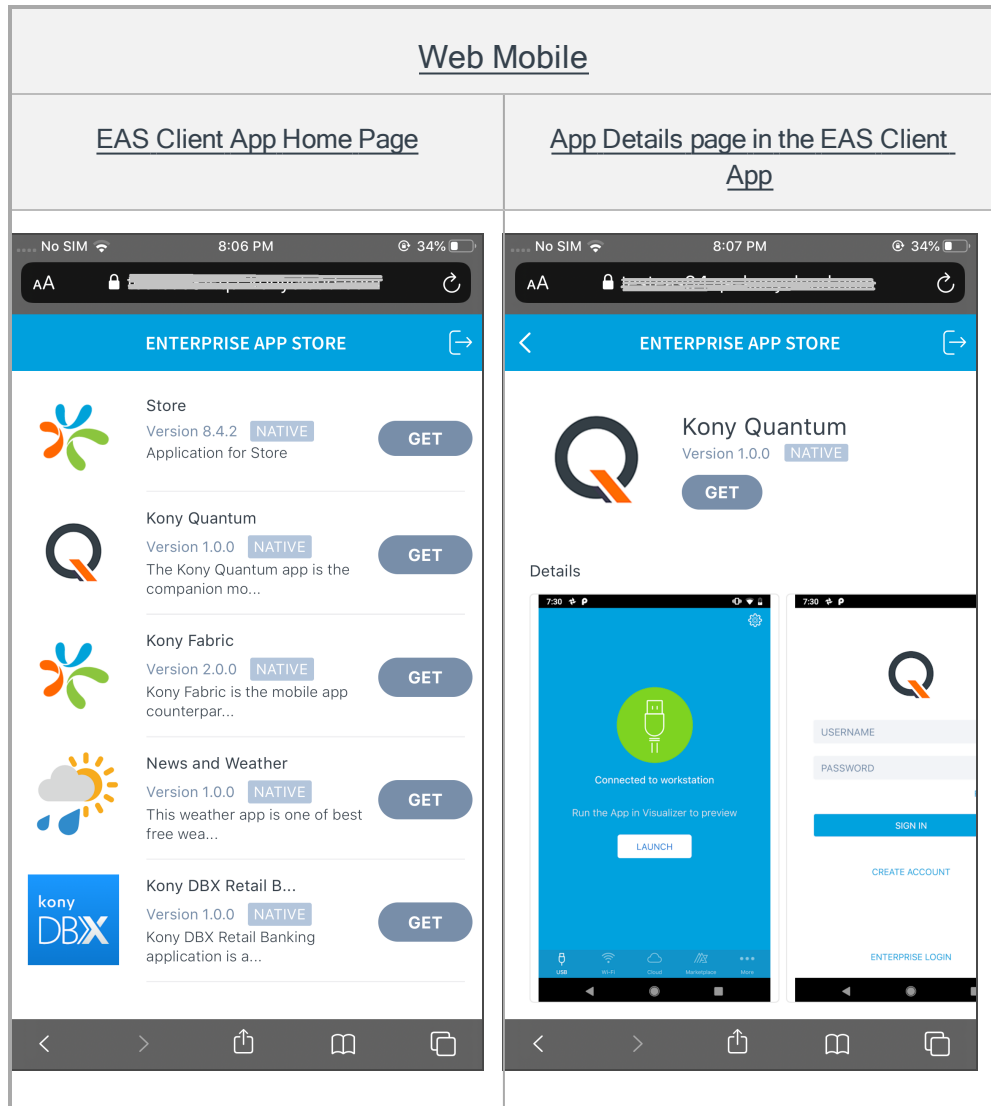 Web Mobile
EAS Client App Home Page
App Details page in the EAS Client
App
No SIM 8:06 PM 34%
AA
ENTERPRISE APP STORE
Store
Version 8.4.2 NATIVE
Application for Store
GET
Kony Quantum
Version 1.0.0 NATIVE
The Kony Quantum app is the
companion mo...
GET
Kony Fabric
Version 2.0.0 NATIVE
Kony Fabric is the mobile app
counterpar...
GET
News and Weather
Version 1.0.0 NATIVE
This weather app is one of best
free wea...
GET
kony
DBX
Kony DBX Retail B...
Version 1.0.0 NATIVE
Kony DBX Retail Banking
application is a...
GET
No SIM 8:07 PM 34%
AA
ENTERPRISE APP STORE
Kony Quantum
Version 1.0.0 NATIVE
GET
Details
7:30
Connected to workstation
Run the App in Visualizer to preview
LAUNCH
USB Wi-Fi Cloud Marketplace More
7:30
USERNAME
PASSWORD
SIGN IN
CREATE ACCOUNT
ENTERPRISE LOGIN